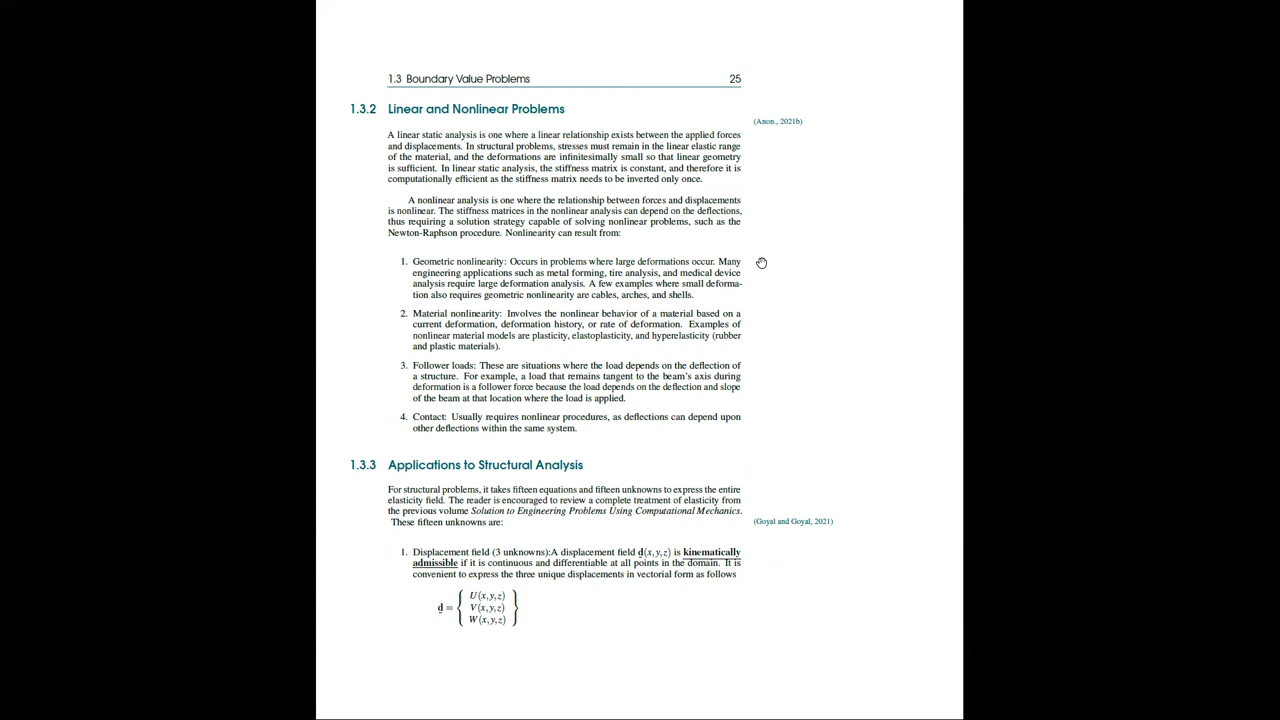 1.3 Boundary Value Problems 25
1.3.2 Linear and Nonlinear Problems
(Anon., 2021b)
A linear static analysis is one where a linear relationship exists between the applied forces
and displacements. In structural problems, stresses must remain in the linear elastic range
of the material, and the deformations are infinitesimally small so that linear geometry
is sufficient. In linear static analysis, the stiffness matrix is constant, and therefore it is
computationally efficient as the stiffness matrix needs to be inverted only once.
A nonlinear analysis is one where the relationship between forces and displacements
is nonlinear. The stiffness matrices in the nonlinear analysis can depend on the deflections,
thus requiring a solution strategy capable of solving nonlinear problems, such as the
Newton-Raphson procedure. Nonlinearity can result from:
1. Geometric nonlinearity: Occurs in problems where large deformations occur. Many
engineering applications such as metal forming, tire analysis, and medical device
analysis require large deformation analysis. A few examples where small deforma-
tion also requires geometric nonlinearity are cables, arches, and shells.
2. Material nonlinearity: Involves the nonlinear behavior of a material based on a
current deformation, deformation history, or rate of deformation. Examples of
nonlinear material models are plasticity, elastoplasticity, and hyperelasticity (rubber
and plastic materials).
3. Follower loads: These are situations where the load depends on the deflection of
a structure. For example, a load that remains tangent to the beam's axis during
deformation is a follower force because the load depends on the deflection and slope
of the beam at that location where the load is applied.
4. Contact: Usually requires nonlinear procedures, as deflections can depend upon
other deflections within the same system.
1.3.3 Applications to Structural Analysis
For structural problems, it takes fifteen equations and fifteen unknowns to express the entire
elasticity field. The reader is encouraged to review a complete treatment of elasticity from
the previous volume Solution to Engineering Problems Using Computational Mechanics.
These fifteen unknowns are:
(Goyal and Goyal, 2021)
1. Displacement field (3 unknowns):A displacement field d(x,y,z) is kinematically
admissible if it is continuous and differentiable at all points in the domain. It is
convenient to express the three unique displacements in vectorial form as follows
U(x,y,z)
d = { V(x,y,z) }
W(x,y,z)